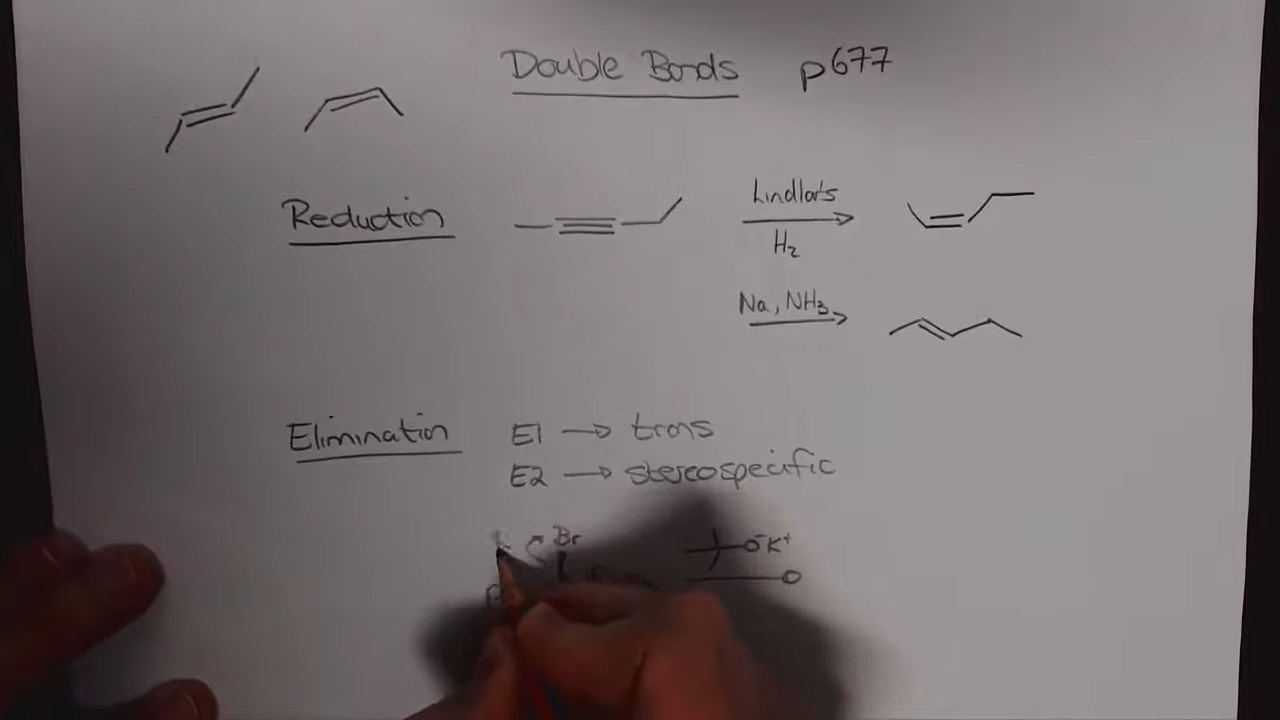 Double Bonds p677
Reduction
Lindlar's
H2
Na, NH3
Elimination E1 → trans
E2 → stereospecific
Br
O⁻K⁺